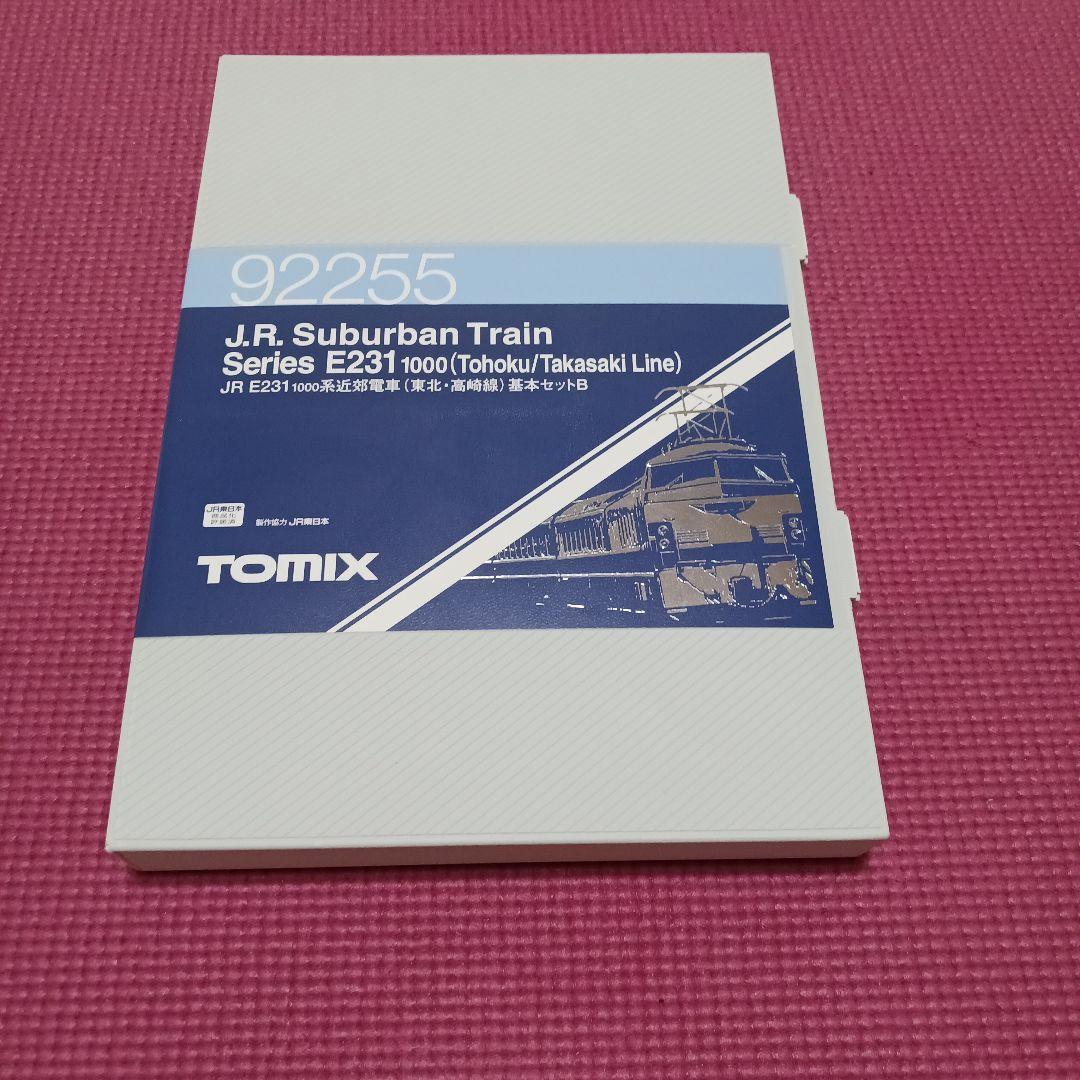 92255
J.R. Suburban Train
Series E231 1000 (Tohoku/Takasaki Line)
JR E231 1000系近郊電車（東北・高崎線）基本セットB
JR東日本
商品化
許諾済
製作協力 JR東日本
TOMIX